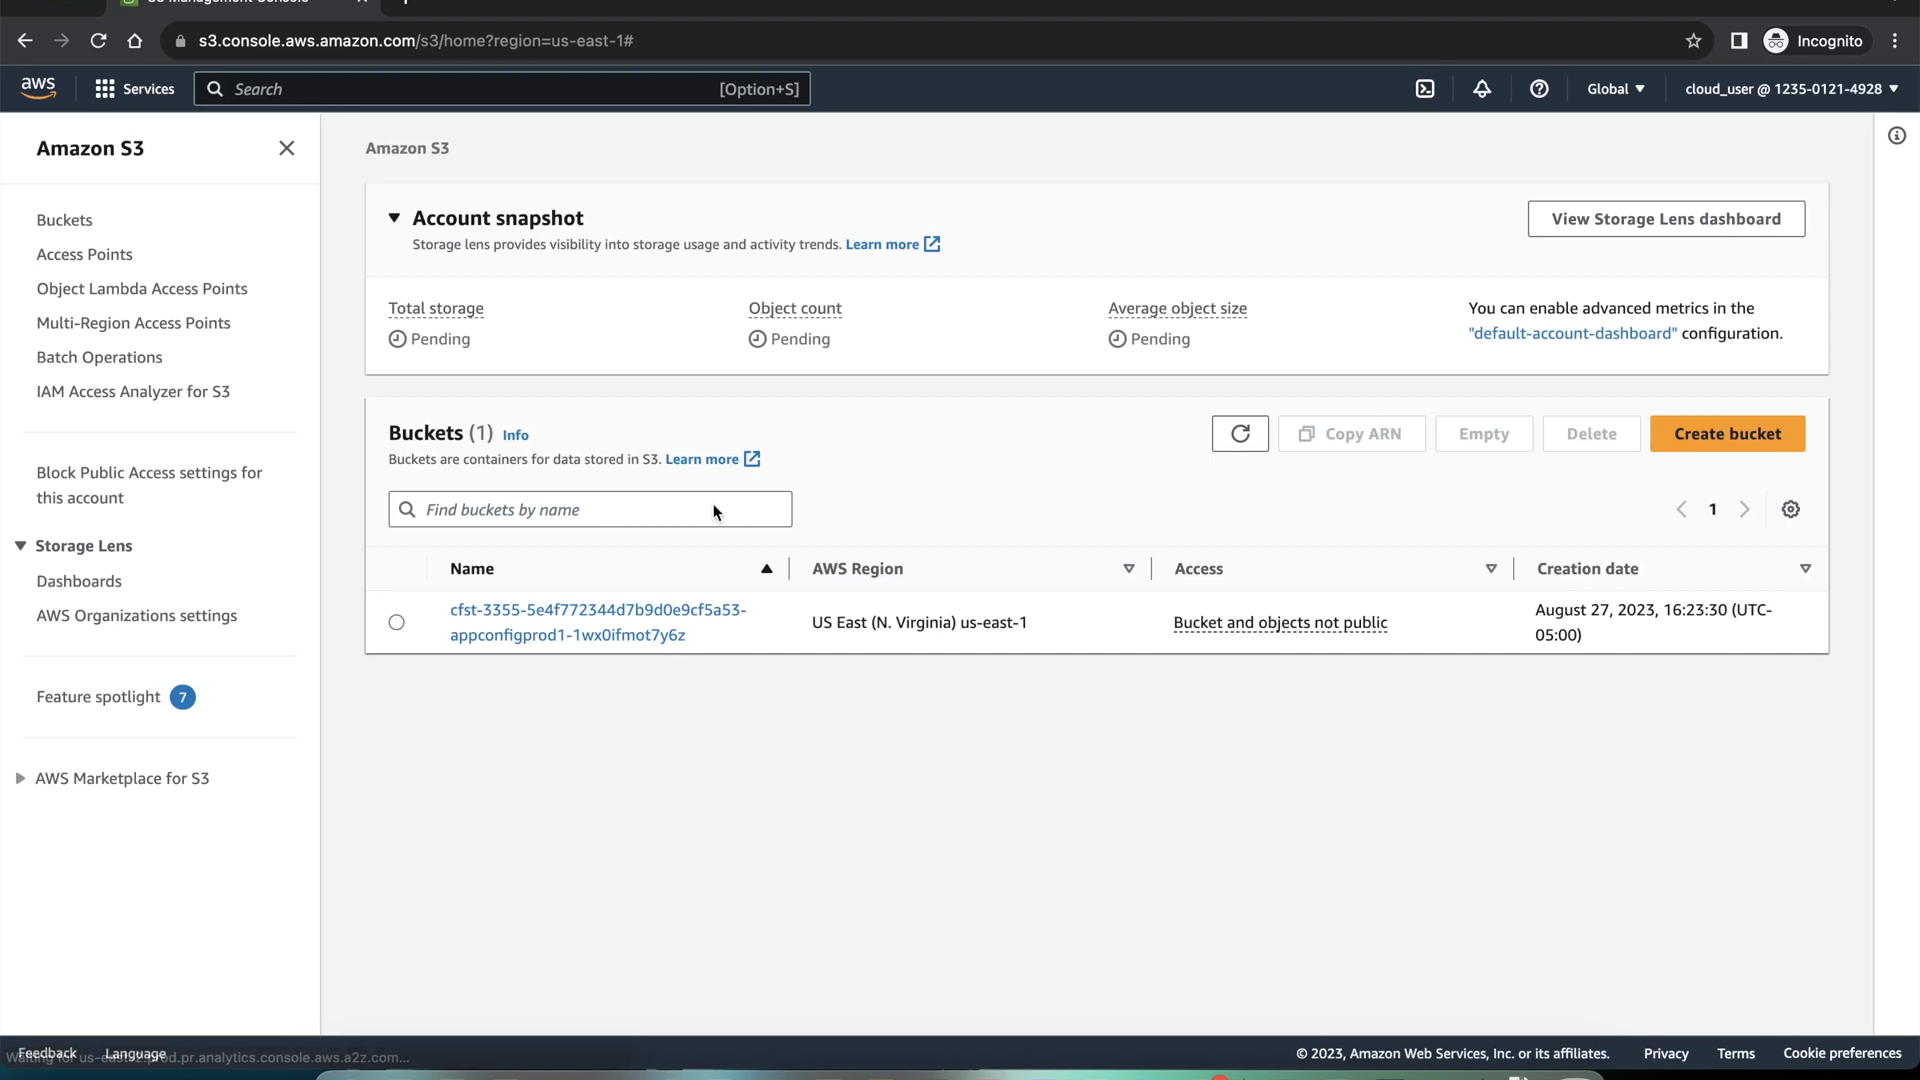 s3.console.aws.amazon.com/s3/home?region=us-east-1#
Incognito
aws
Services
Search
[Option+S]
Global
cloud_user @ 1235-0121-4928
Amazon S3
Buckets
Access Points
Object Lambda Access Points
Multi-Region Access Points
Batch Operations
IAM Access Analyzer for S3
Block Public Access settings for
this account
Storage Lens
Dashboards
AWS Organizations settings
Feature spotlight 7
AWS Marketplace for S3
Amazon S3
Account snapshot
Storage lens provides visibility into storage usage and activity trends. Learn more
View Storage Lens dashboard
Total storage
Pending
Object count
Pending
Average object size
Pending
You can enable advanced metrics in the
"default-account-dashboard" configuration.
Buckets (1) Info
Buckets are containers for data stored in S3. Learn more
Copy ARN
Empty
Delete
Create bucket
Find buckets by name
1
Name
AWS Region
Access
Creation date
cfst-3355-5e4f772344d7b9d0e9cf5a53-
appconfigprod1-1wx0ifmot7y6z
US East (N. Virginia) us-east-1
Bucket and objects not public
August 27, 2023, 16:23:30 (UTC-
05:00)
Feedback
Language
© 2023, Amazon Web Services, Inc. or its affiliates.
Privacy
Terms
Cookie preferences